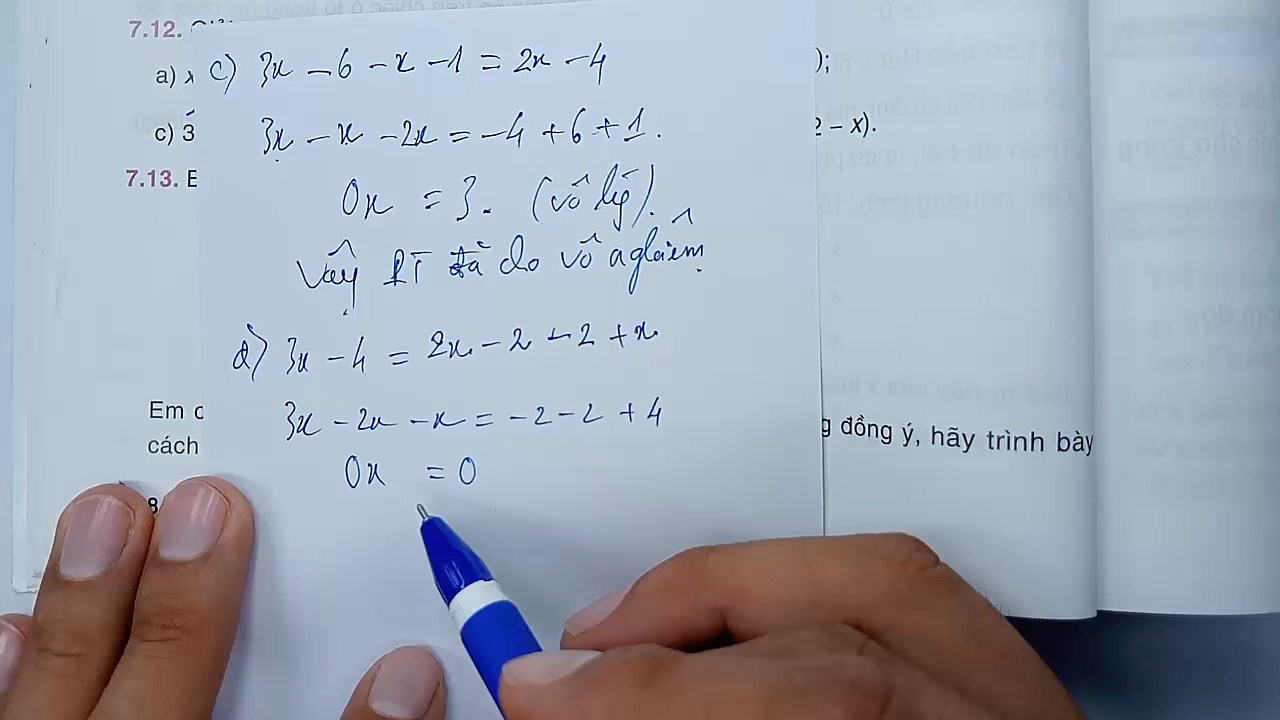 7.12.
a)
);
c) 3
2 – x).
7.13. E
c) 3x – 6 – x – 1 = 2x – 4
3x – x – 2x = –4 + 6 + 1.
0x = 3. (vô lý).
Vậy PT đã cho vô nghiệm
d) 3x – 4 = 2x – 2 – 2 + x
3x – 2x – x = –2 – 2 + 4
0x = 0
Em c
g đồng ý, hãy trình bày
cách
8